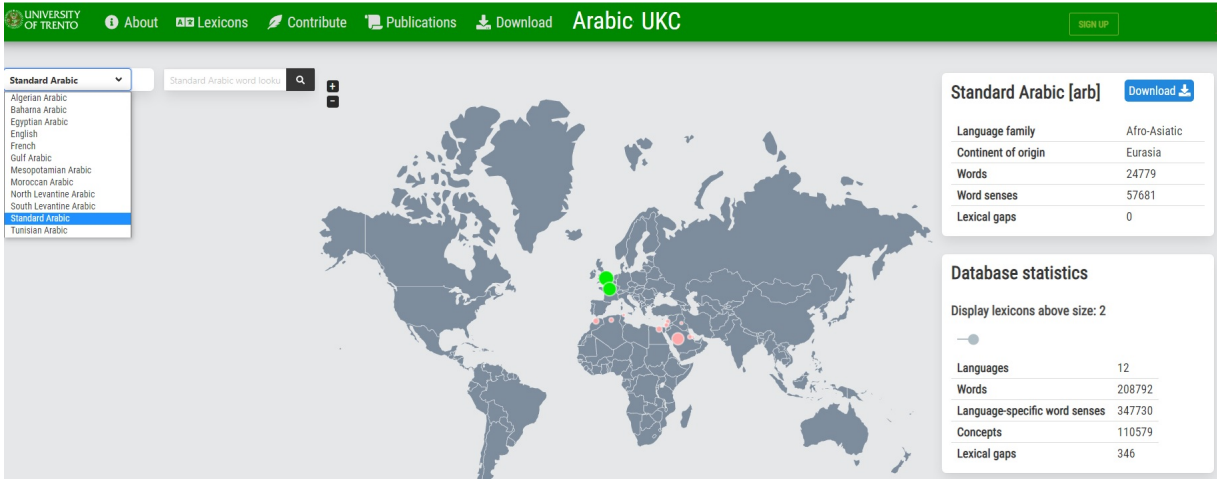 UNIVERSITY
OF TRENTO
About
Lexicons
Contribute
Publications
Download
Arabic UKC
SIGN UP
Standard Arabic
Standard Arabic word looku
Algerian Arabic
Baharna Arabic
Egyptian Arabic
English
French
Gulf Arabic
Mesopotamian Arabic
Moroccan Arabic
North Levantine Arabic
South Levantine Arabic
Standard Arabic
Tunisian Arabic
+
−
Standard Arabic [arb]
Download
Language family Afro-Asiatic
Continent of origin Eurasia
Words 24779
Word senses 57681
Lexical gaps 0
Database statistics
Display lexicons above size: 2
Languages 12
Words 208792
Language-specific word senses 347730
Concepts 110579
Lexical gaps 346